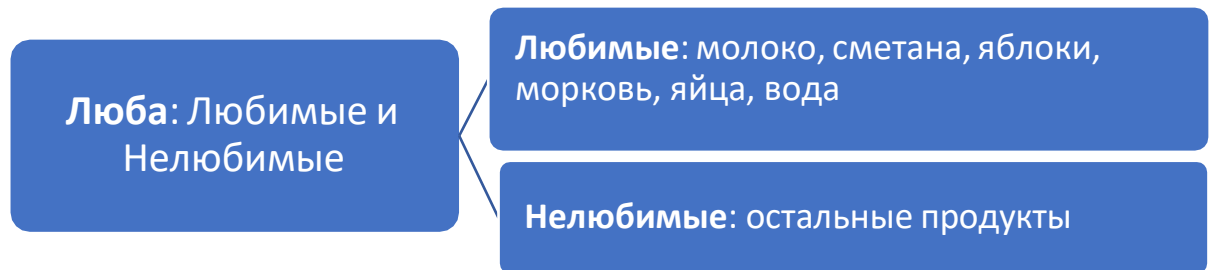 Люба: Любимые и
Нелюбимые
Любимые: молоко, сметана, яблоки,
морковь, яйца, вода
Нелюбимые: остальные продукты